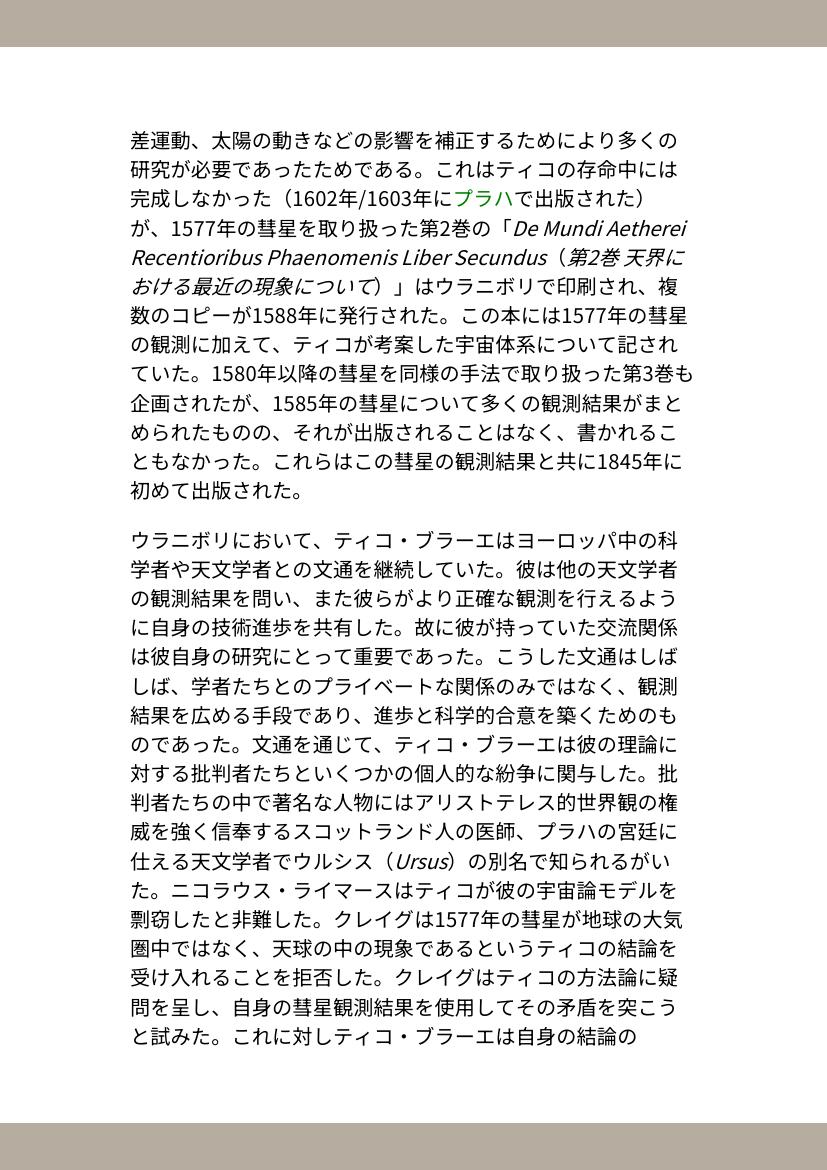 差運動、太陽の動きなどの影響を補正するためにより多くの
研究が必要であったためである。これはティコの存命中には
完成しなかった（1602年/1603年にプラハで出版された）
が、1577年の彗星を取り扱った第2巻の「De Mundi Aetherei
Recentioribus Phaenomenis Liber Secundus（第2巻 天界に
おける最近の現象について）」はウラニボリで印刷され、複
数のコピーが1588年に発行された。この本には1577年の彗星
の観測に加えて、ティコが考案した宇宙体系について記され
ていた。1580年以降の彗星を同様の手法で取り扱った第3巻も
企画されたが、1585年の彗星について多くの観測結果がまと
められたものの、それが出版されることはなく、書かれるこ
ともなかった。これらはこの彗星の観測結果と共に1845年に
初めて出版された。
ウラニボリにおいて、ティコ・ブラーエはヨーロッパ中の科
学者や天文学者との文通を継続していた。彼は他の天文学者
の観測結果を問い、また彼らがより正確な観測を行えるよう
に自身の技術進歩を共有した。故に彼が持っていた交流関係
は彼自身の研究にとって重要であった。こうした文通はしば
しば、学者たちとのプライベートな関係のみではなく、観測
結果を広める手段であり、進歩と科学的合意を築くためのも
のであった。文通を通じて、ティコ・ブラーエは彼の理論に
対する批判者たちといくつかの個人的な紛争に関与した。批
判者たちの中で著名な人物にはアリストテレス的世界観の権
威を強く信奉するスコットランド人の医師、プラハの宮廷に
仕える天文学者でウルシス（Ursus）の別名で知られるがい
た。ニコラウス・ライマースはティコが彼の宇宙論モデルを
剽窃したと非難した。クレイグは1577年の彗星が地球の大気
圏中ではなく、天球の中の現象であるというティコの結論を
受け入れることを拒否した。クレイグはティコの方法論に疑
問を呈し、自身の彗星観測結果を使用してその矛盾を突こう
と試みた。これに対しティコ・ブラーエは自身の結論の